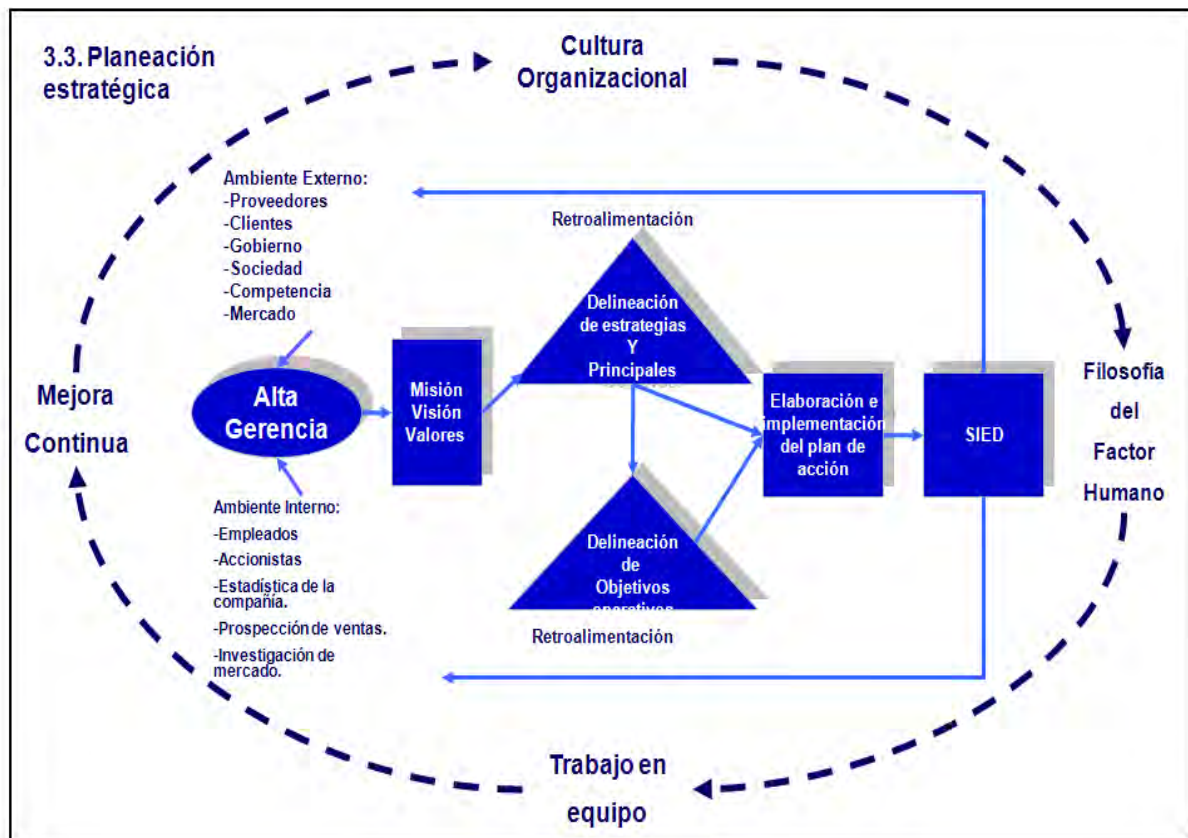 3.3. Planeación
estratégica
Cultura
Organizacional
Ambiente Externo:
-Proveedores
-Clientes
-Gobierno
-Sociedad
-Competencia
-Mercado
Retroalimentación
Delineación
de estrategias
Y
Principales
Mejora
Continua
Alta
Gerencia
Misión
Visión
Valores
Elaboración e
implementación
del plan de
acción
SIED
Filosofía
del
Factor
Humano
Ambiente Interno:
-Empleados
-Accionistas
-Estadística de la
compañía.
-Prospección de ventas.
-Investigación de
mercado.
Delineación
de
Objetivos
operativos
Retroalimentación
Trabajo en
equipo